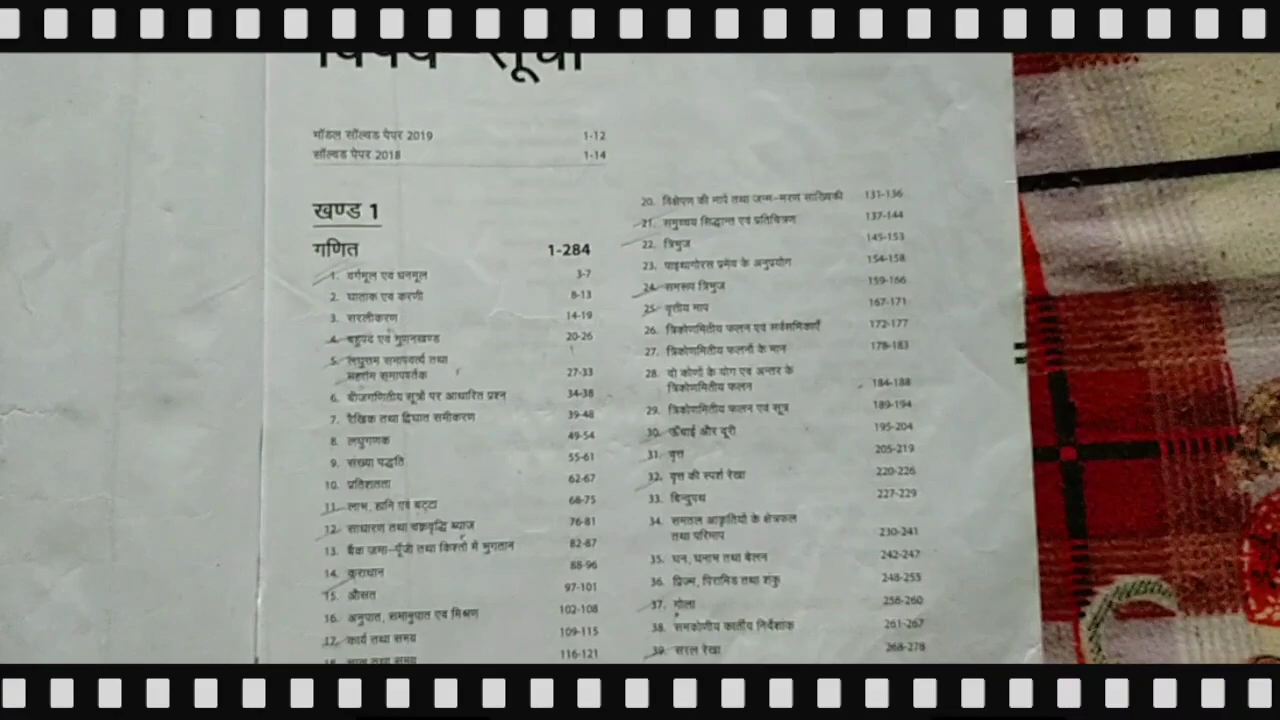 विषय-सूची
मॉडल सॉल्वड पेपर 2019 1-12
सॉल्वड पेपर 2018 1-14
खण्ड 1
गणित 1-284
1. वर्गमूल एवं घनमूल 3-7
2. घातांक एवं करणी 8-13
3. सरलीकरण 14-19
4. बहुपद एवं गुणनखण्ड 20-26
5. लघुत्तम समापवर्त्य तथा
महत्तम समापवर्तक 27-33
6. बीजगणितीय सूत्रों पर आधारित प्रश्न 34-38
7. रैखिक तथा द्विघात समीकरण 39-48
8. लघुगणक 49-54
9. संख्या पद्धति 55-61
10. प्रतिशतता 62-67
11. लाभ, हानि एवं बट्टा 68-75
12. साधारण तथा चक्रवृद्धि ब्याज 76-81
13. बैंक जमा-पूँजी तथा किश्तों में भुगतान 82-87
14. कराधान 88-96
15. औसत 97-101
16. अनुपात, समानुपात एवं मिश्रण 102-108
17. कार्य तथा समय 109-115
18. चाल तथा समय 116-121
20. विक्षेपण की मापें तथा जन्म-मरण सांख्यिकी 131-136
21. समुच्चय सिद्धान्त एवं प्रतिचित्रण 137-144
22. त्रिभुज 145-153
23. पाइथागोरस प्रमेय के अनुप्रयोग 154-158
24. समरूप त्रिभुज 159-166
25. वृत्तीय माप 167-171
26. त्रिकोणमितीय फलन एवं सर्वसमिकाएँ 172-177
27. त्रिकोणमितीय फलनों के मान 178-183
28. दो कोणों के योग एवं अन्तर के
त्रिकोणमितीय फलन 184-188
29. त्रिकोणमितीय फलन एवं सूत्र 189-194
30. ऊँचाई और दूरी 195-204
31. वृत्त 205-219
32. वृत्त की स्पर्श रेखा 220-226
33. बिन्दुपथ 227-229
34. समतल आकृतियों के क्षेत्रफल
तथा परिमाप 230-241
35. घन, घनाभ तथा बेलन 242-247
36. प्रिज्म, पिरामिड तथा शंकु 248-255
37. गोला 256-260
38. समकोणीय कार्तीय निर्देशांक 261-267
39. सरल रेखा 268-278